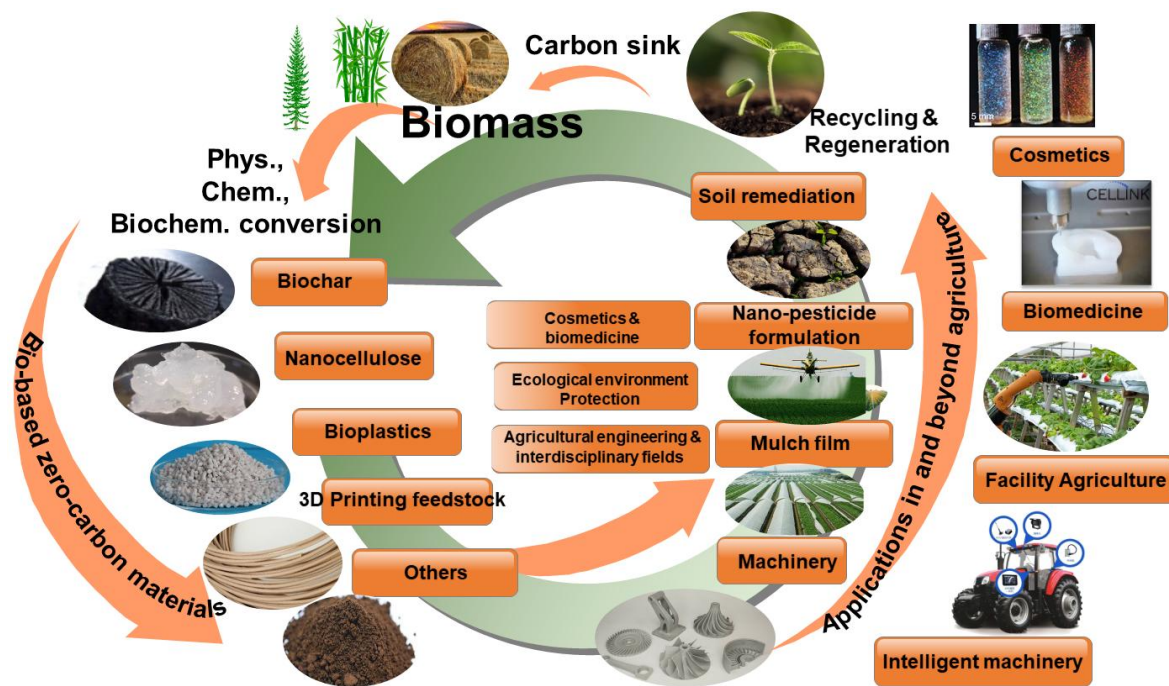 Carbon sink
Biomass
Recycling &
Regeneration
5 mm
Cosmetics
Phys.,
Chem.,
Biochem. conversion
Soil remediation
CELLINK
Biochar
Cosmetics &
biomedicine
Nano-pesticide
formulation
Biomedicine
Nanocellulose
Ecological environment
Protection
Bioplastics
Agricultural engineering &
interdisciplinary fields
Mulch film
Facility Agriculture
3D Printing feedstock
Others
Machinery
Intelligent machinery
Bio-based zero-carbon materials
Applications in and beyond agriculture